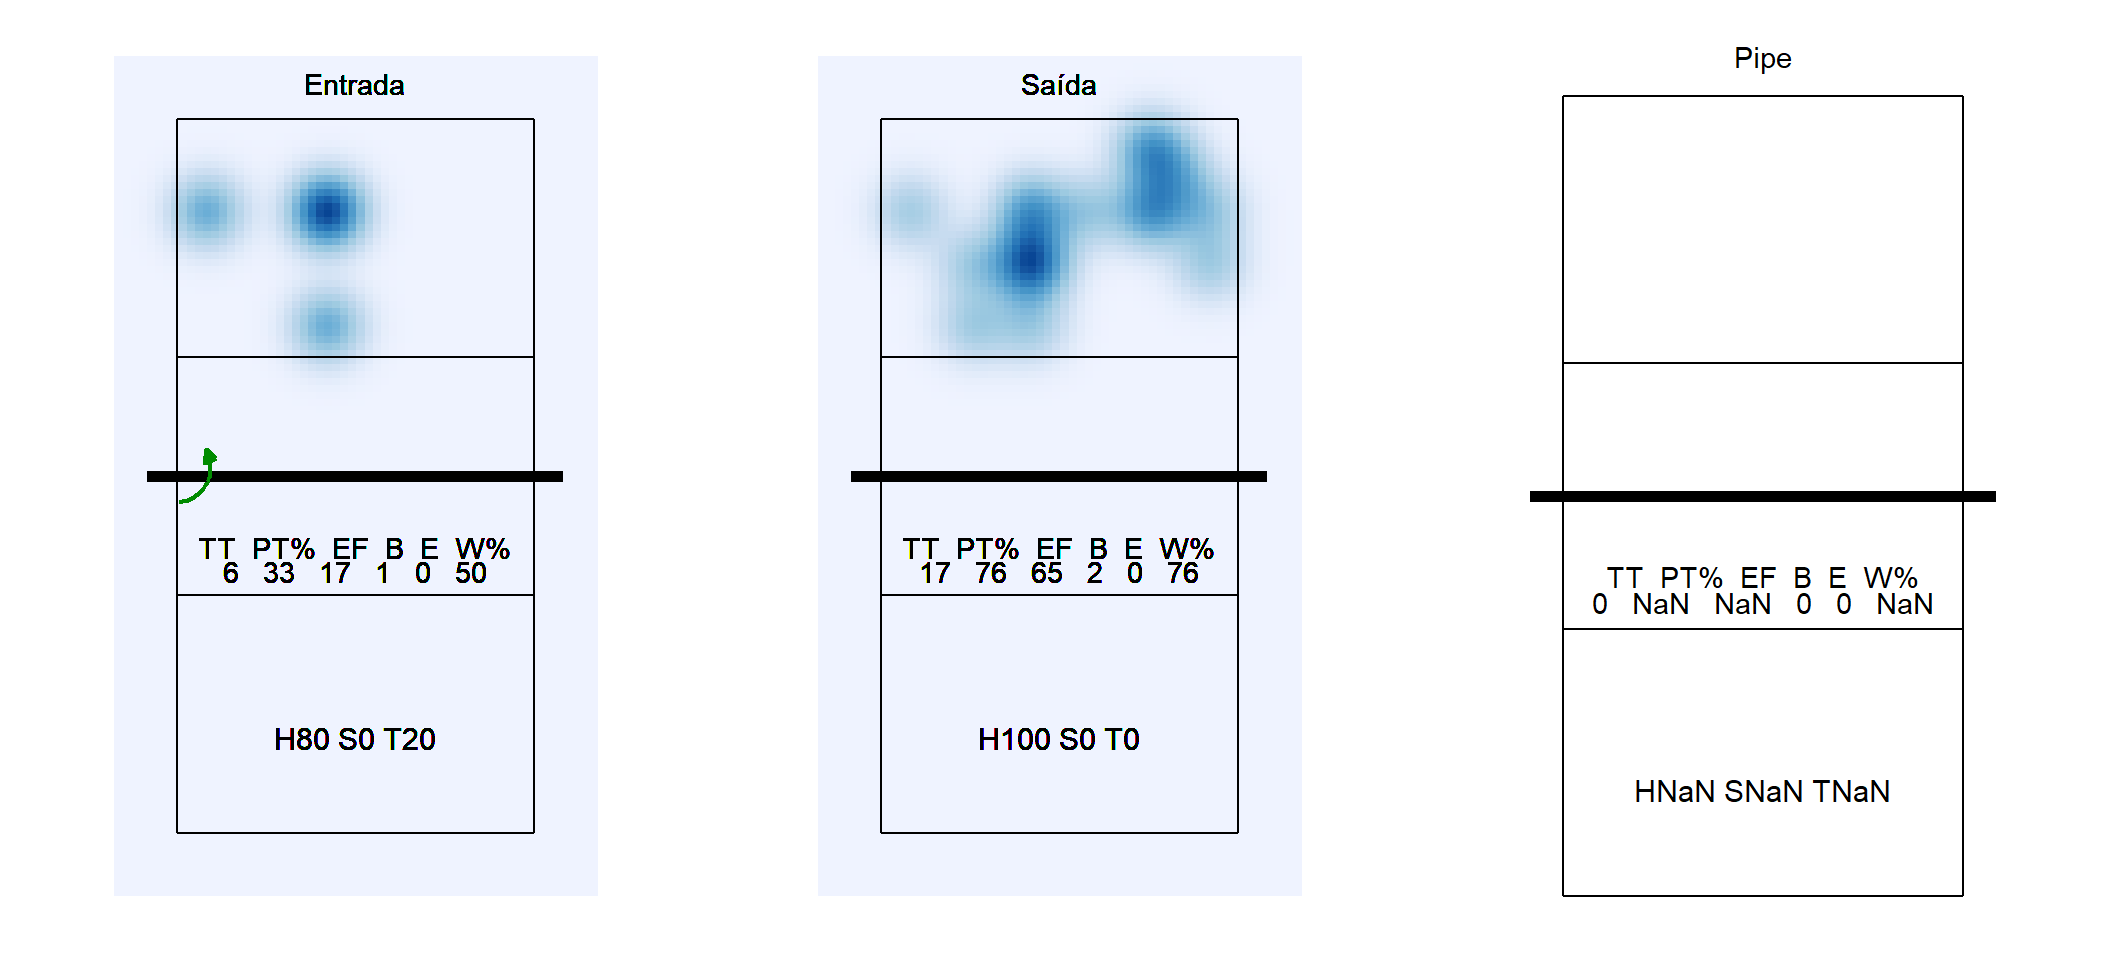 Entrada
TT PT% EF B E W%
6 33 17 1 0 50
H80 S0 T20
Saída
TT PT% EF B E W%
17 76 65 2 0 76
H100 S0 T0
Pipe
TT PT% EF B E W%
0 NaN NaN 0 0 NaN
HNaN SNaN TNaN